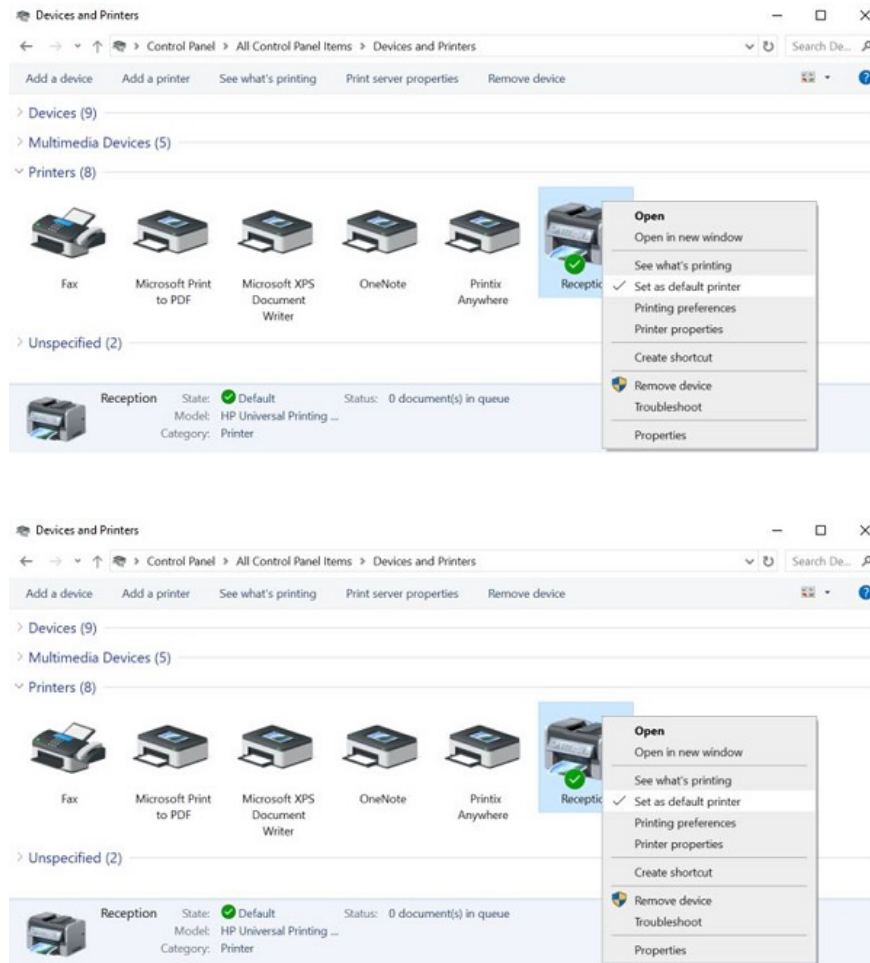 Devices and Printers
Control Panel > All Control Panel Items > Devices and Printers
Search De...
Add a device Add a printer See what's printing Print server properties Remove device
Devices (9)
Multimedia Devices (5)
Printers (8)
Fax
Microsoft Print
to PDF
Microsoft XPS
Document
Writer
OneNote
Printix
Anywhere
Open
Open in new window
See what's printing
Set as default printer
Printing preferences
Printer properties
Create shortcut
Remove device
Troubleshoot
Properties
Unspecified (2)
Reception State: Default Status: 0 document(s) in queue
Model: HP Universal Printing ...
Category: Printer
Devices and Printers
Control Panel > All Control Panel Items > Devices and Printers
Search De...
Add a device Add a printer See what's printing Print server properties Remove device
Devices (9)
Multimedia Devices (5)
Printers (8)
Fax
Microsoft Print
to PDF
Microsoft XPS
Document
Writer
OneNote
Printix
Anywhere
Open
Open in new window
See what's printing
Set as default printer
Printing preferences
Printer properties
Create shortcut
Remove device
Troubleshoot
Properties
Unspecified (2)
Reception State: Default Status: 0 document(s) in queue
Model: HP Universal Printing ...
Category: Printer